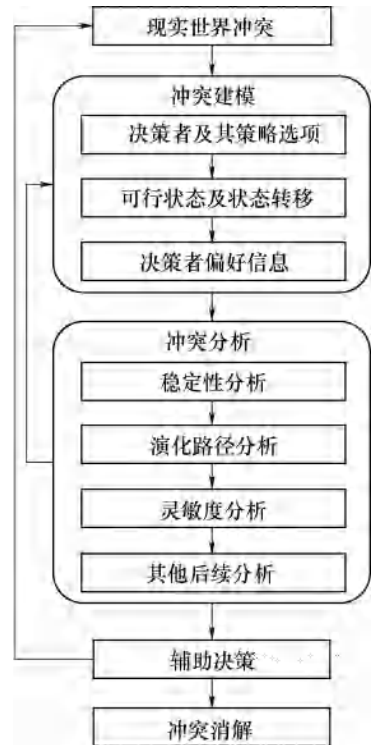 现实世界冲突
冲突建模
决策者及其策略选项
可行状态及状态转移
决策者偏好信息
冲突分析
稳定性分析
演化路径分析
灵敏度分析
其他后续分析
辅助决策
冲突消解